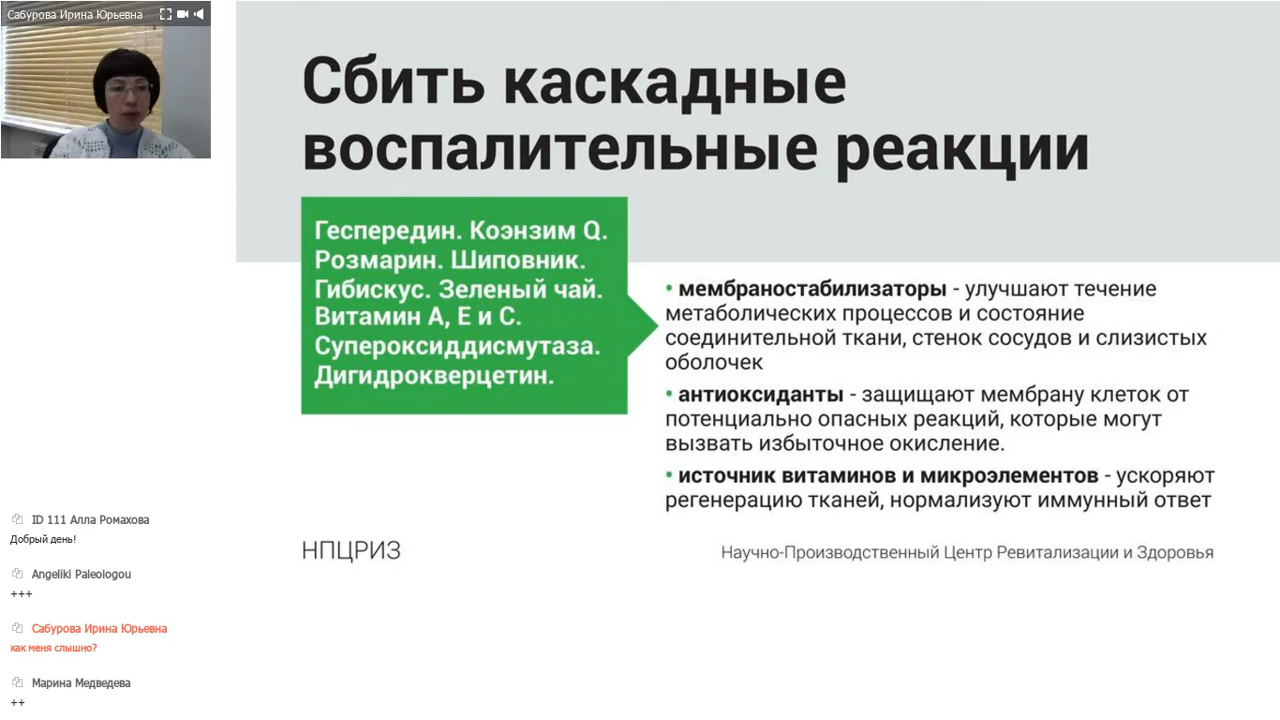 Сабурова Ирина Юрьевна
Сбить каскадные
воспалительные реакции
Геспередин. Коэнзим Q.
Розмарин. Шиповник.
Гибискус. Зеленый чай.
Витамин А, Е и С.
Супероксиддисмутаза.
Дигидрокверцетин.
• мембраностабилизаторы - улучшают течение
метаболических процессов и состояние
соединительной ткани, стенок сосудов и слизистых
оболочек
• антиоксиданты - защищают мембрану клеток от
потенциально опасных реакций, которые могут
вызвать избыточное окисление.
• источник витаминов и микроэлементов - ускоряют
регенерацию тканей, нормализуют иммунный ответ
НПЦРИЗ
Научно-Производственный Центр Ревитализации и Здоровья
ID 111 Алла Ромахова
Добрый день!
Angeliki Paleologou
+++
Сабурова Ирина Юрьевна
как меня слышно?
Марина Медведева
++